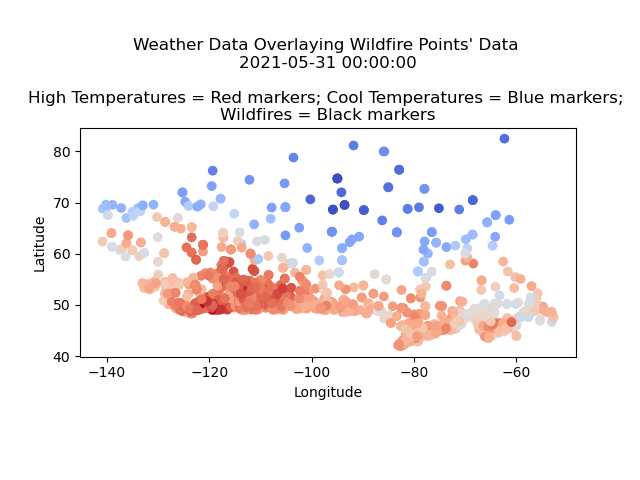 Weather Data Overlaying Wildfire Points' Data
2021-05-31 00:00:00
High Temperatures = Red markers; Cool Temperatures = Blue markers;
Wildfires = Black markers
80
70
60
50
40
Latitude
−140
−120
−100
−80
−60
Longitude